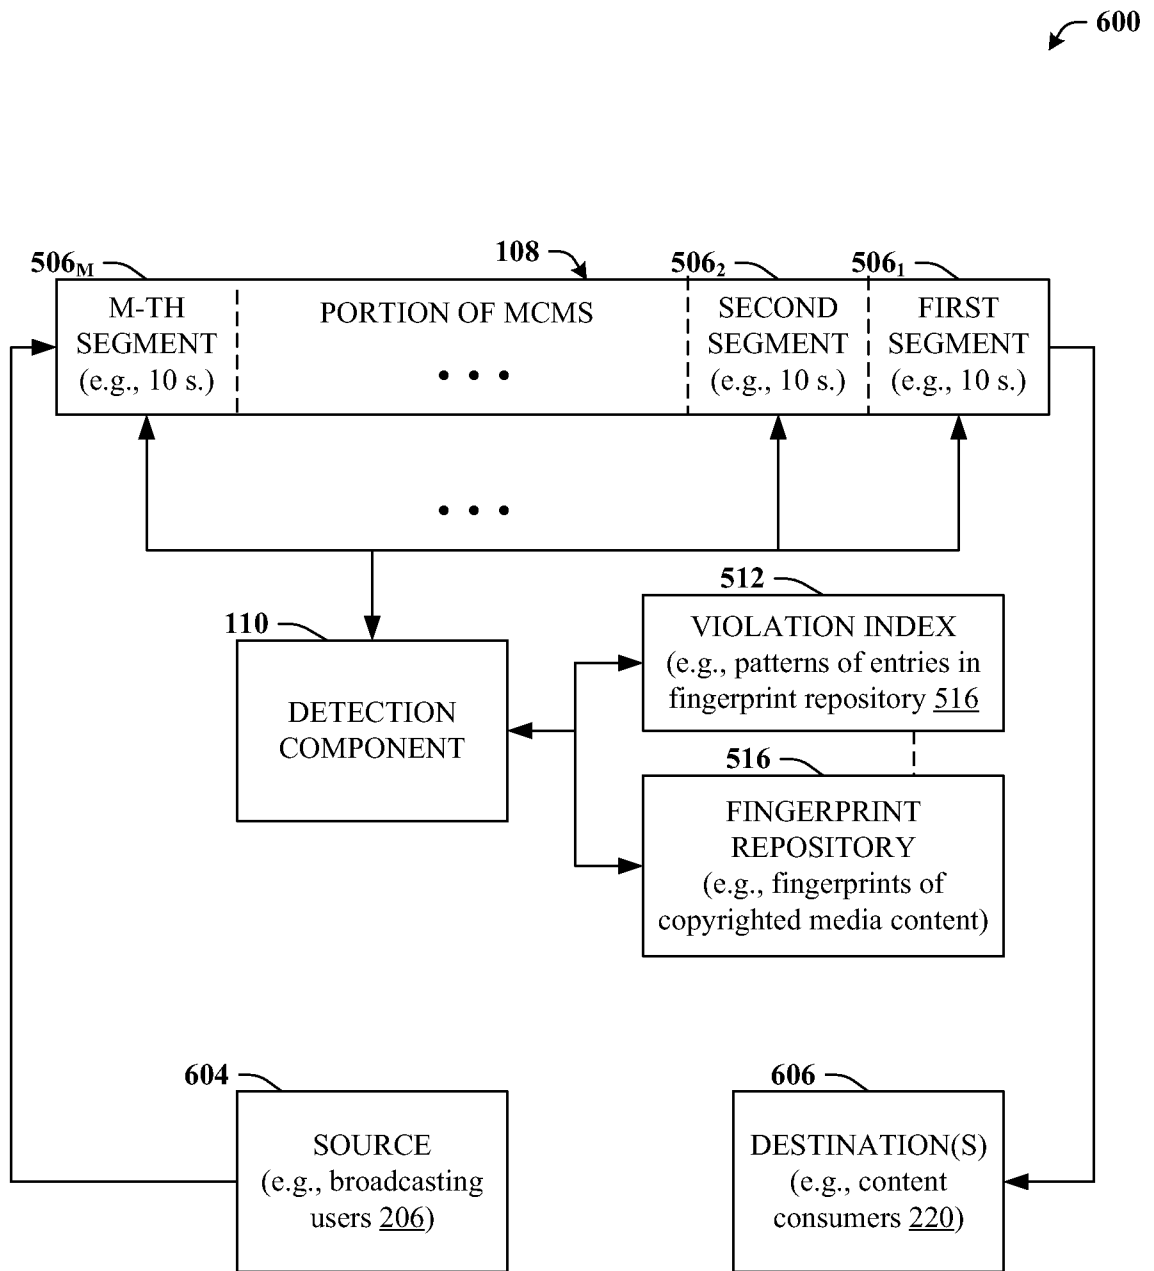 600
506M
108
5062
5061
M-TH
SEGMENT
(e.g., 10 s.)
PORTION OF MCMS
• • •
SECOND
SEGMENT
(e.g., 10 s.)
FIRST
SEGMENT
(e.g., 10 s.)
• • •
110
DETECTION
COMPONENT
512
VIOLATION INDEX
(e.g., patterns of entries in
fingerprint repository 516
516
FINGERPRINT
REPOSITORY
(e.g., fingerprints of
copyrighted media content)
604
SOURCE
(e.g., broadcasting
users 206)
606
DESTINATION(S)
(e.g., content
consumers 220)